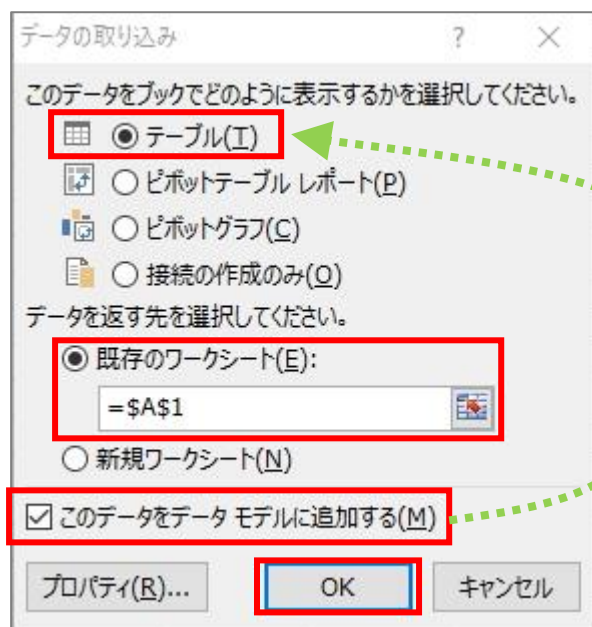 データの取り込み ? ×
このデータをブックでどのように表示するかを選択してください。
テーブル(T)
ピボットテーブル レポート(P)
ピボットグラフ(C)
接続の作成のみ(O)
データを返す先を選択してください。
既存のワークシート(E):
=$A$1
新規ワークシート(N)
このデータをデータ モデルに追加する(M)
プロパティ(R)... OK キャンセル